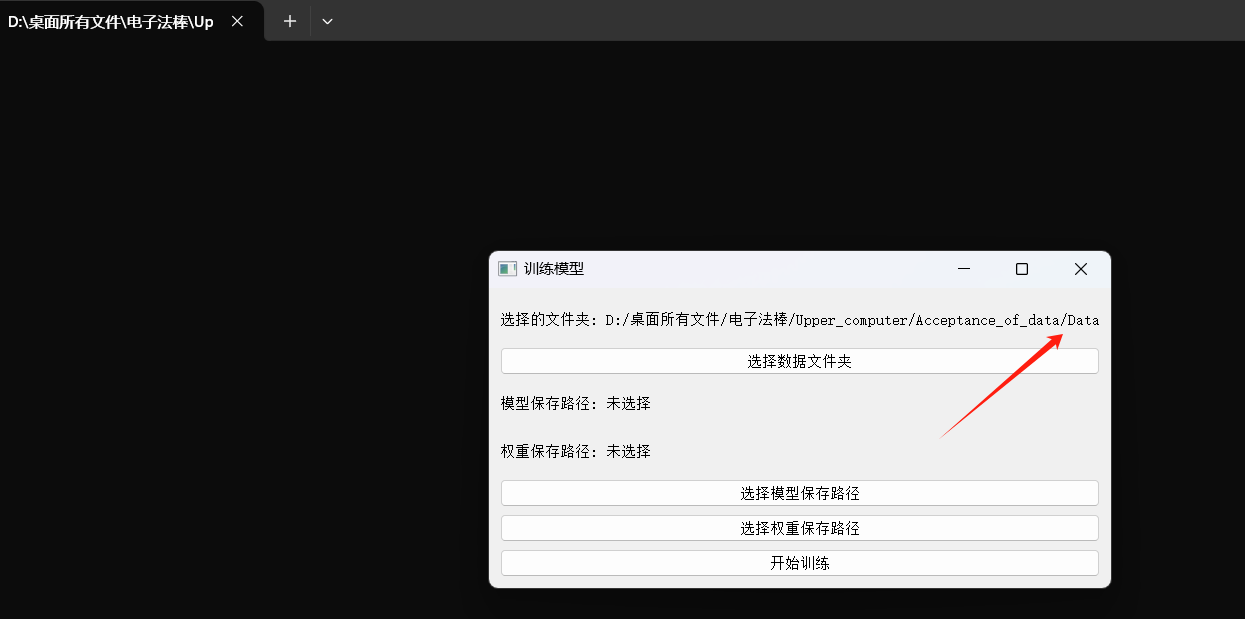 D:\桌面所有文件\电子法棒\Up
训练模型
选择的文件夹: D:/桌面所有文件/电子法棒/Upper_computer/Acceptance_of_data/Data
选择数据文件夹
模型保存路径: 未选择
权重保存路径: 未选择
选择模型保存路径
选择权重保存路径
开始训练